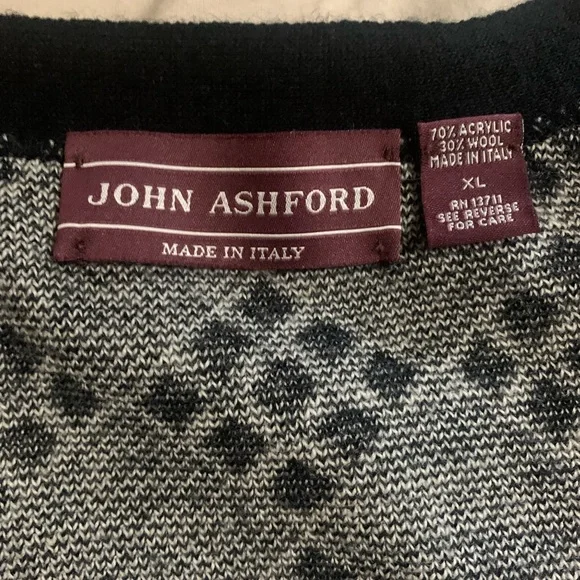 JOHN ASHFORD
MADE IN ITALY
70% ACRYLIC
30% WOOL
MADE IN ITALY
XL
RN 13711
SEE REVERSE
FOR CARE